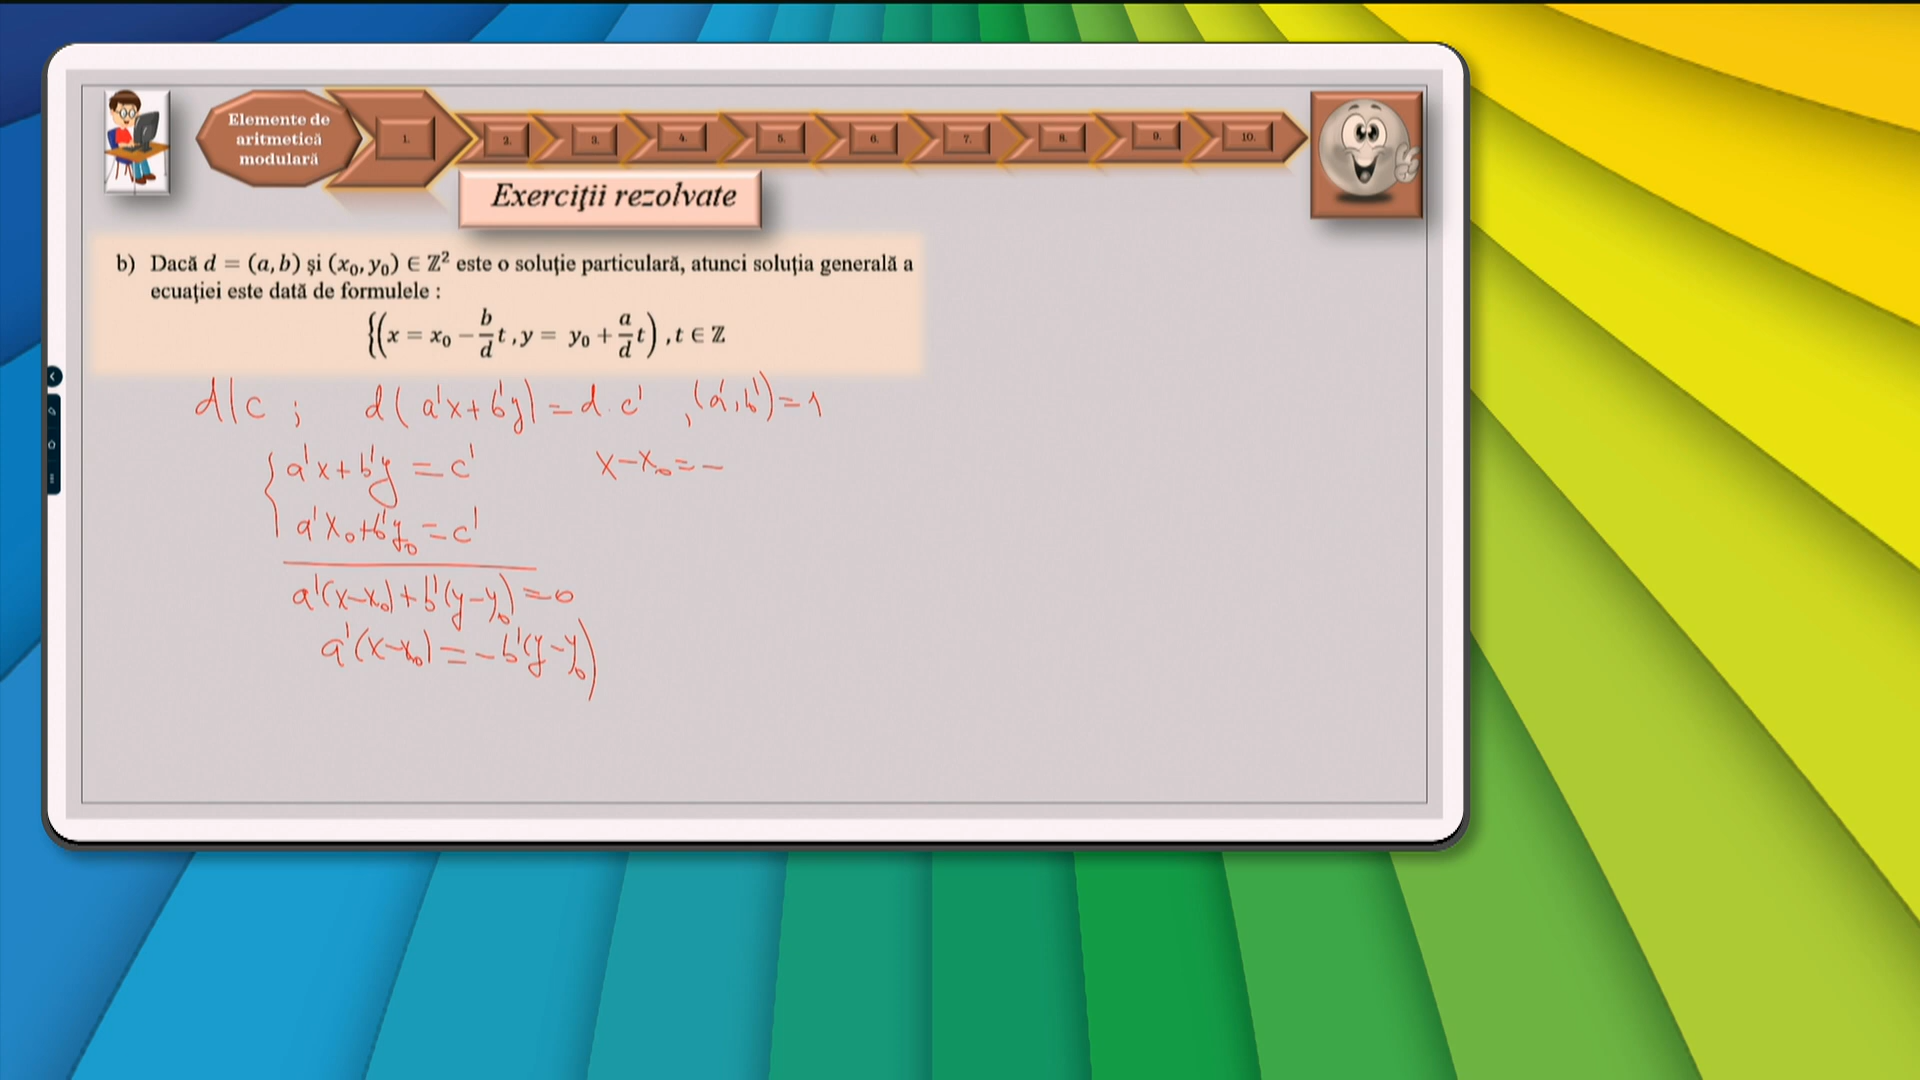 Elemente de
aritmetică
modulară
1.
2.
3.
4.
5.
6.
7.
8.
9.
10.
Exerciţii rezolvate
b) Dacă d = (a, b) şi (x₀, y₀) ∈ ℤ² este o soluţie particulară, atunci soluţia generală a
ecuaţiei este dată de formulele :
{(x = x₀ − b/d t , y = y₀ + a/d t) , t ∈ ℤ
d|c ; d(a'x + b'y) = d · c' , (a', b') = 1
a'x + b'y = c' x − x₀ = −
a'x₀ + b'y₀ = c'
a'(x − x₀) + b'(y − y₀) = 0
a'(x − x₀) = − b'(y − y₀)